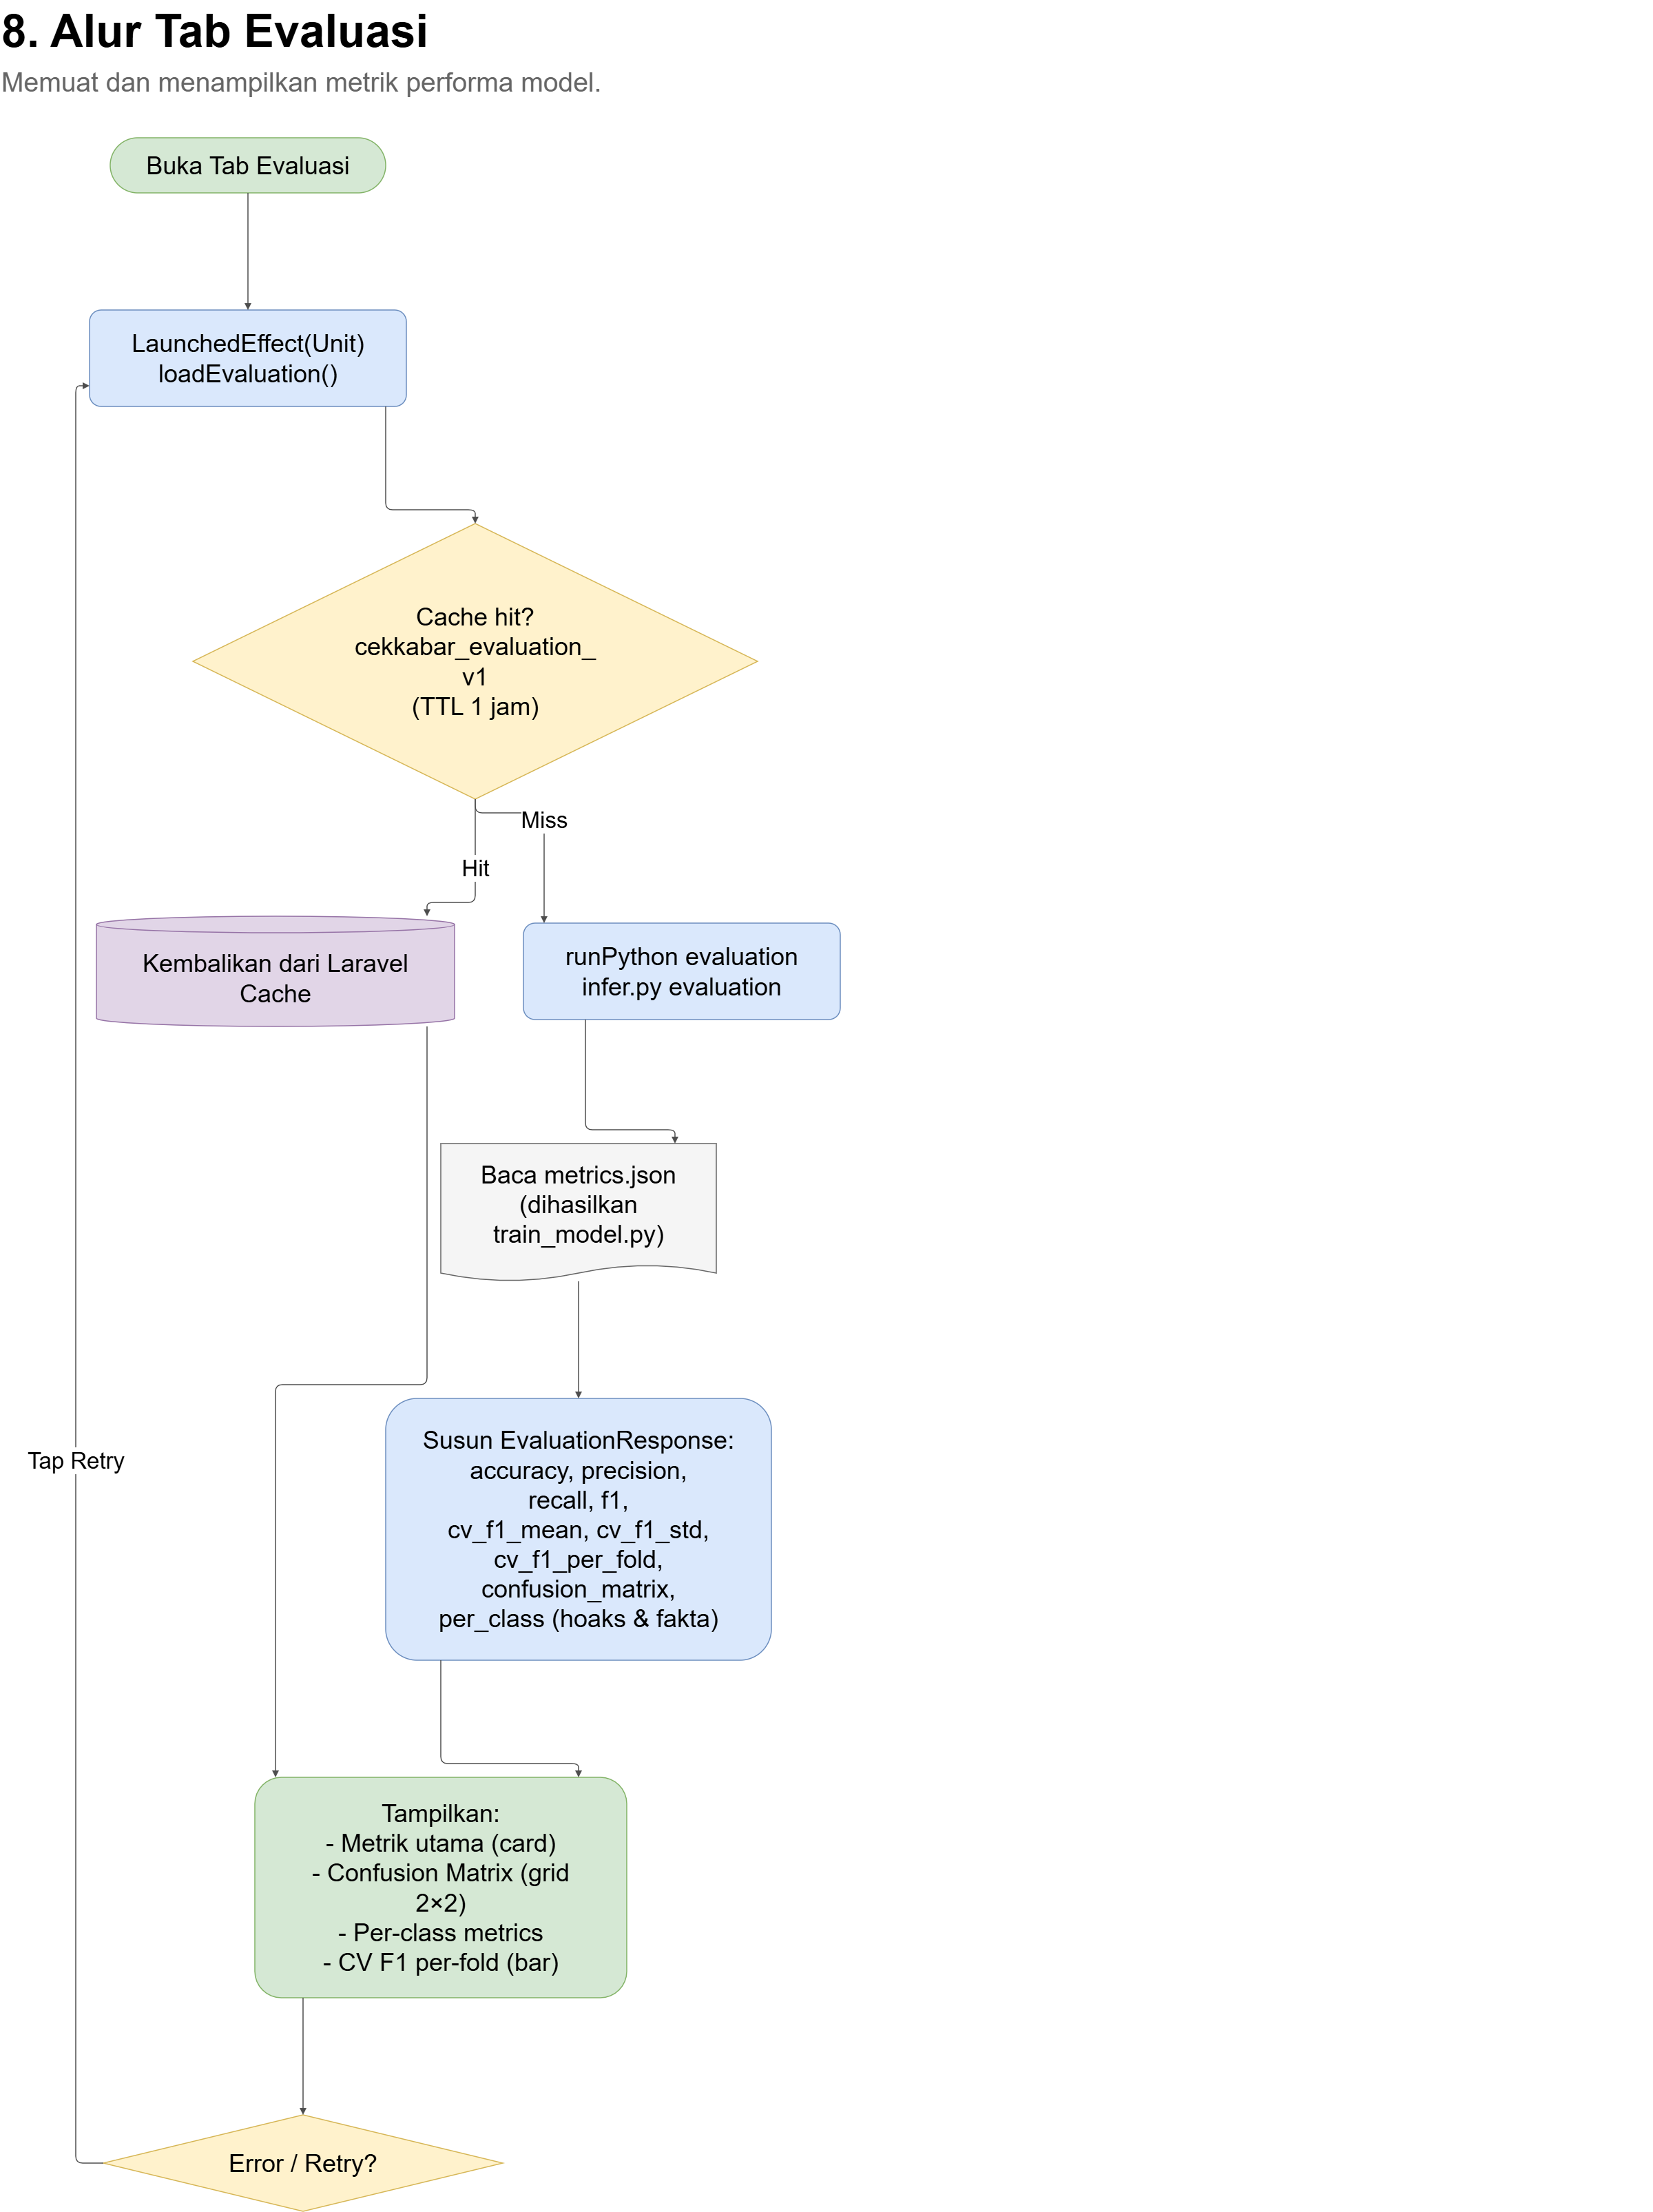 8. Alur Tab Evaluasi
Memuat dan menampilkan metrik performa model.
Buka Tab Evaluasi
LaunchedEffect(Unit)
loadEvaluation()
Cache hit?
cekkabar_evaluation_
v1
(TTL 1 jam)
Miss
Hit
Kembalikan dari Laravel
Cache
runPython evaluation
infer.py evaluation
Baca metrics.json
(dihasilkan
train_model.py)
Susun EvaluationResponse:
accuracy, precision,
recall, f1,
cv_f1_mean, cv_f1_std,
cv_f1_per_fold,
confusion_matrix,
per_class (hoaks & fakta)
Tap Retry
Tampilkan:
- Metrik utama (card)
- Confusion Matrix (grid
2×2)
- Per-class metrics
- CV F1 per-fold (bar)
Error / Retry?